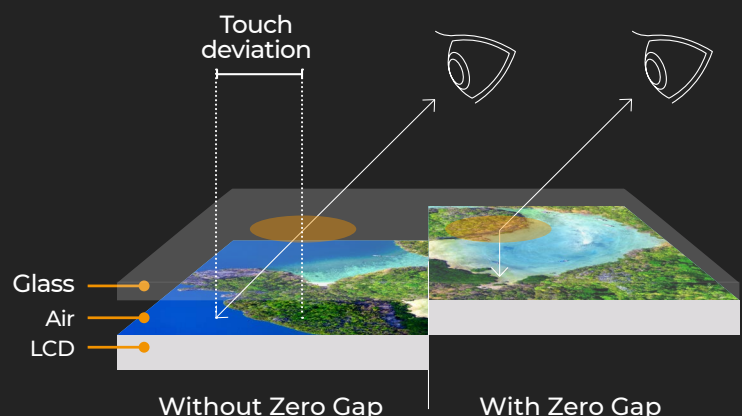 Touch
deviation
Glass
Air
LCD
Without Zero Gap
With Zero Gap